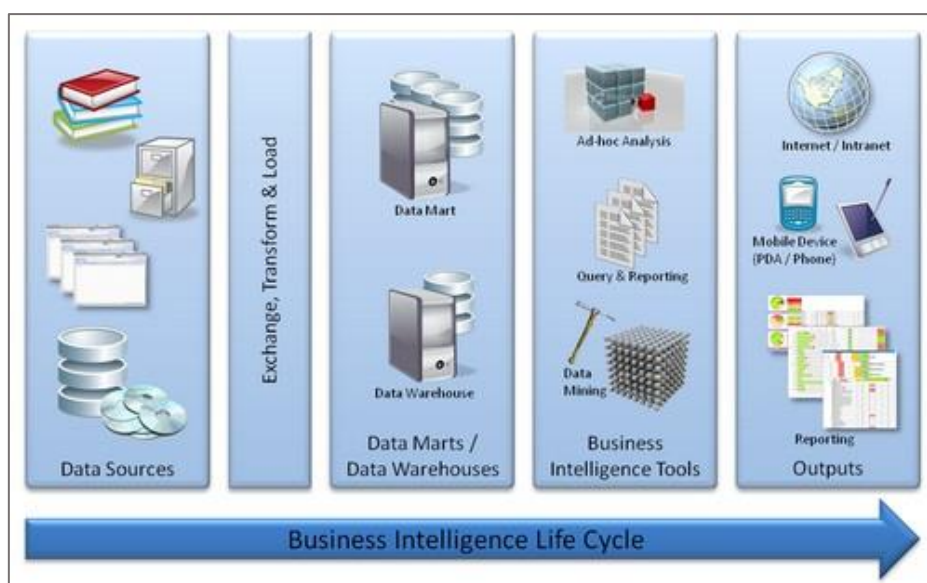 Data Sources
Exchange, Transform & Load
Data Mart
Data Warehouse
Data Marts /
Data Warehouses
Ad-hoc Analysis
Query & Reporting
Data
Mining
Business
Intelligence Tools
Internet / Intranet
Mobile Device
(PDA / Phone)
Reporting
Outputs
Business Intelligence Life Cycle